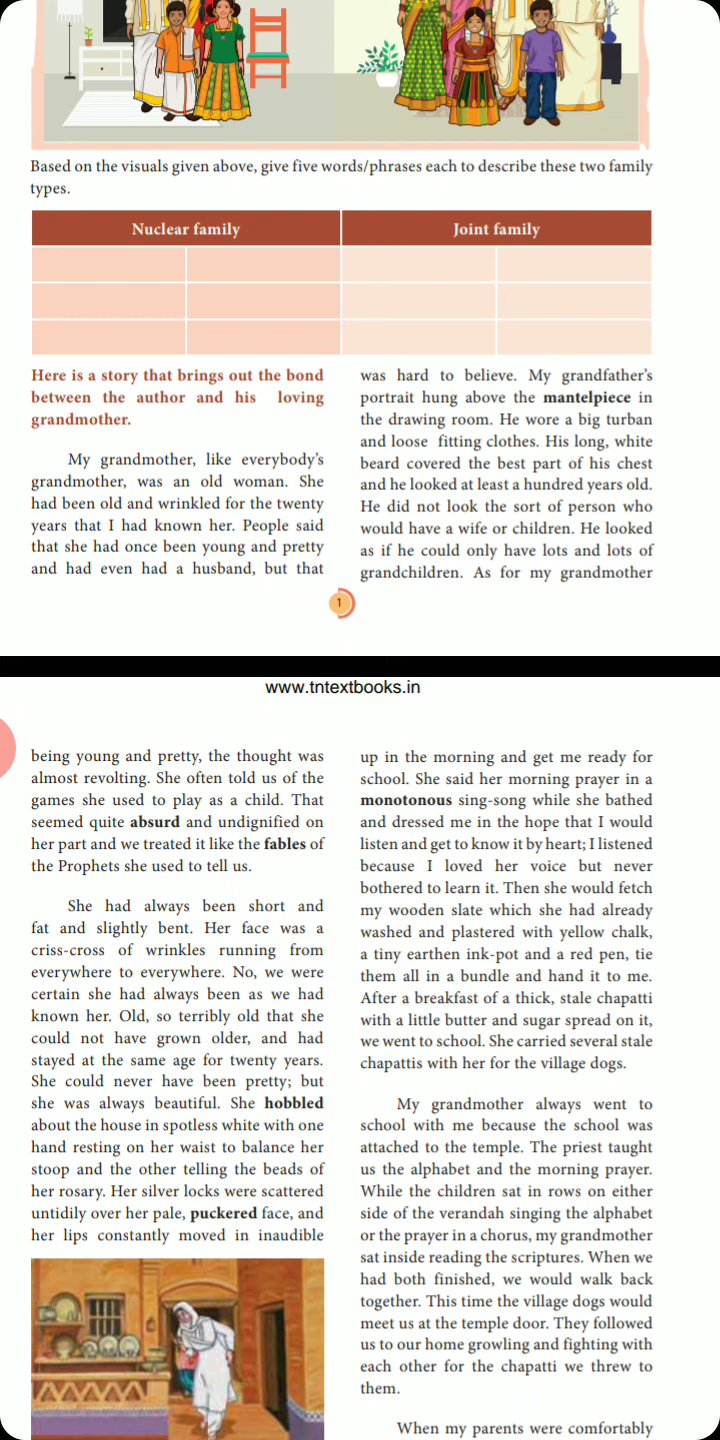 Based on the visuals given above, give five words/phrases each to describe these two family
types.
Nuclear family
Joint family
Here is a story that brings out the bond
between the author and his loving
grandmother.
My grandmother, like everybody's
grandmother, was an old woman. She
had been old and wrinkled for the twenty
years that I had known her. People said
that she had once been young and pretty
and had even had a husband, but that
was hard to believe. My grandfather's
portrait hung above the mantelpiece in
the drawing room. He wore a big turban
and loose fitting clothes. His long, white
beard covered the best part of his chest
and he looked at least a hundred years old.
He did not look the sort of person who
would have a wife or children. He looked
as if he could only have lots and lots of
grandchildren. As for my grandmother
1
www.tntextbooks.in
being young and pretty, the thought was
almost revolting. She often told us of the
games she used to play as a child. That
seemed quite absurd and undignified on
her part and we treated it like the fables of
the Prophets she used to tell us.
She had always been short and
fat and slightly bent. Her face was a
criss-cross of wrinkles running from
everywhere to everywhere. No, we were
certain she had always been as we had
known her. Old, so terribly old that she
could not have grown older, and had
stayed at the same age for twenty years.
She could never have been pretty; but
she was always beautiful. She hobbled
about the house in spotless white with one
hand resting on her waist to balance her
stoop and the other telling the beads of
her rosary. Her silver locks were scattered
untidily over her pale, puckered face, and
her lips constantly moved in inaudible
up in the morning and get me ready for
school. She said her morning prayer in a
monotonous sing-song while she bathed
and dressed me in the hope that I would
listen and get to know it by heart; I listened
because I loved her voice but never
bothered to learn it. Then she would fetch
my wooden slate which she had already
washed and plastered with yellow chalk,
a tiny earthen ink-pot and a red pen, tie
them all in a bundle and hand it to me.
After a breakfast of a thick, stale chapatti
with a little butter and sugar spread on it,
we went to school. She carried several stale
chapattis with her for the village dogs.
My grandmother always went to
school with me because the school was
attached to the temple. The priest taught
us the alphabet and the morning prayer.
While the children sat in rows on either
side of the verandah singing the alphabet
or the prayer in a chorus, my grandmother
sat inside reading the scriptures. When we
had both finished, we would walk back
together. This time the village dogs would
meet us at the temple door. They followed
us to our home growling and fighting with
each other for the chapatti we threw to
them.
When my parents were comfortably